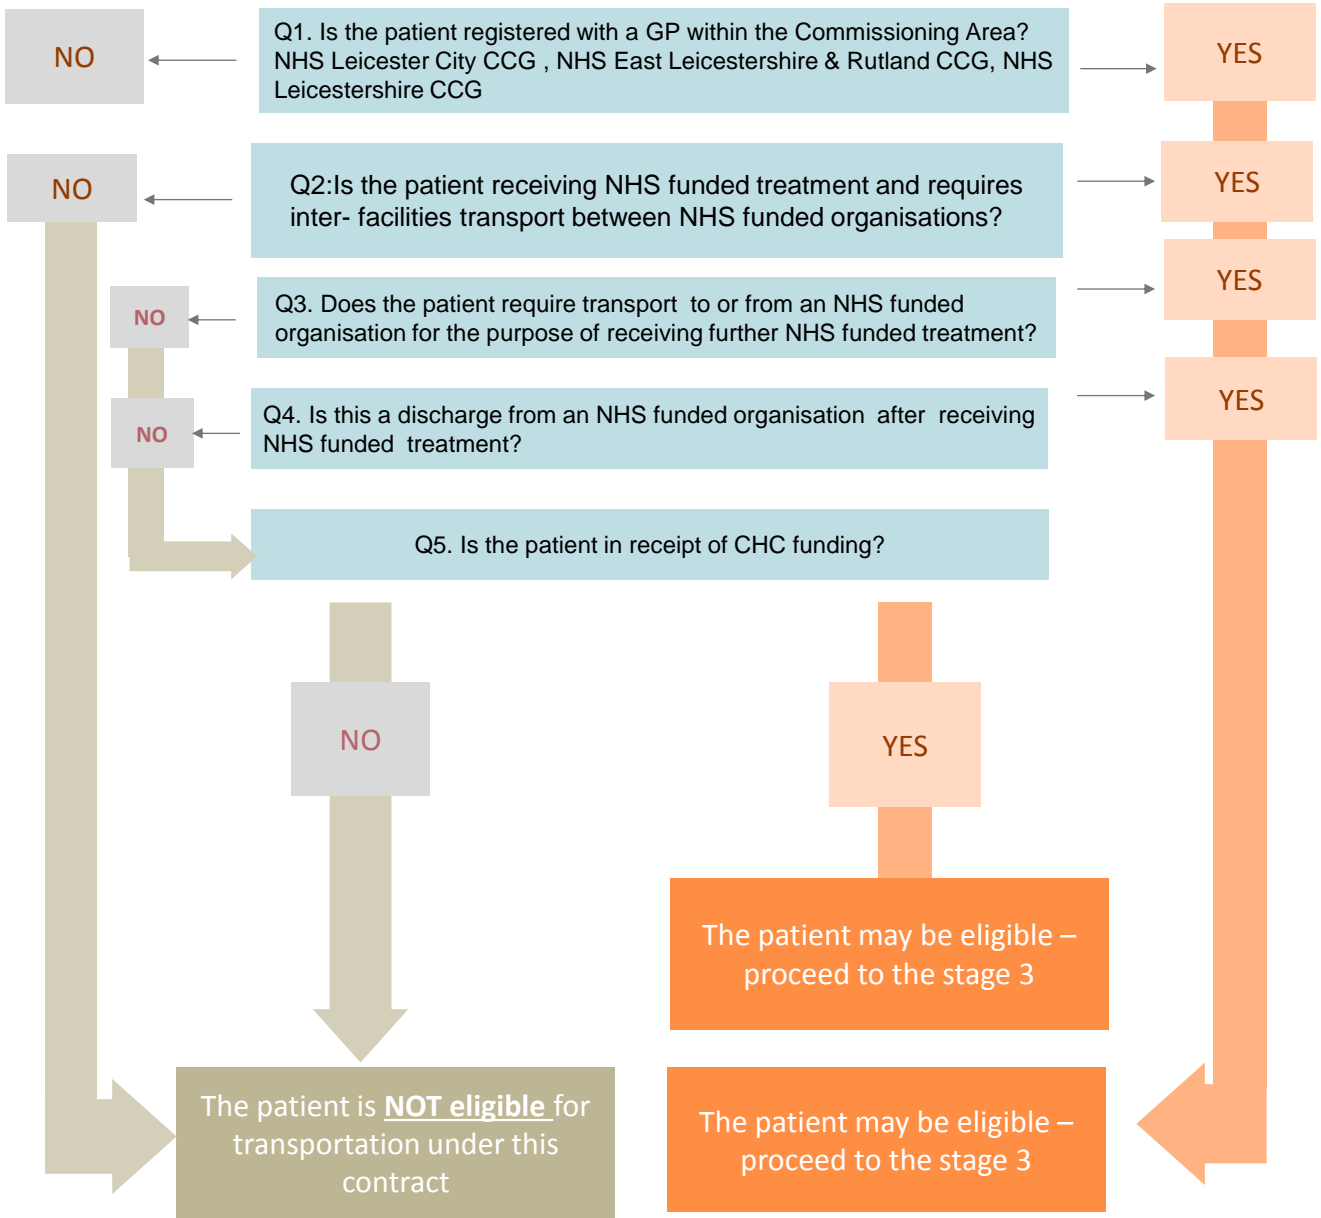 NO
Q1. Is the patient registered with a GP within the Commissioning Area?
NHS Leicester City CCG , NHS East Leicestershire & Rutland CCG, NHS
Leicestershire CCG
YES
NO
Q2:Is the patient receiving NHS funded treatment and requires
inter- facilities transport between NHS funded organisations?
YES
NO
Q3. Does the patient require transport to or from an NHS funded
organisation for the purpose of receiving further NHS funded treatment?
YES
NO
Q4. Is this a discharge from an NHS funded organisation after receiving
NHS funded treatment?
YES
Q5. Is the patient in receipt of CHC funding?
NO
YES
The patient may be eligible –
proceed to the stage 3
The patient is NOT eligible for
transportation under this
contract
The patient may be eligible –
proceed to the stage 3